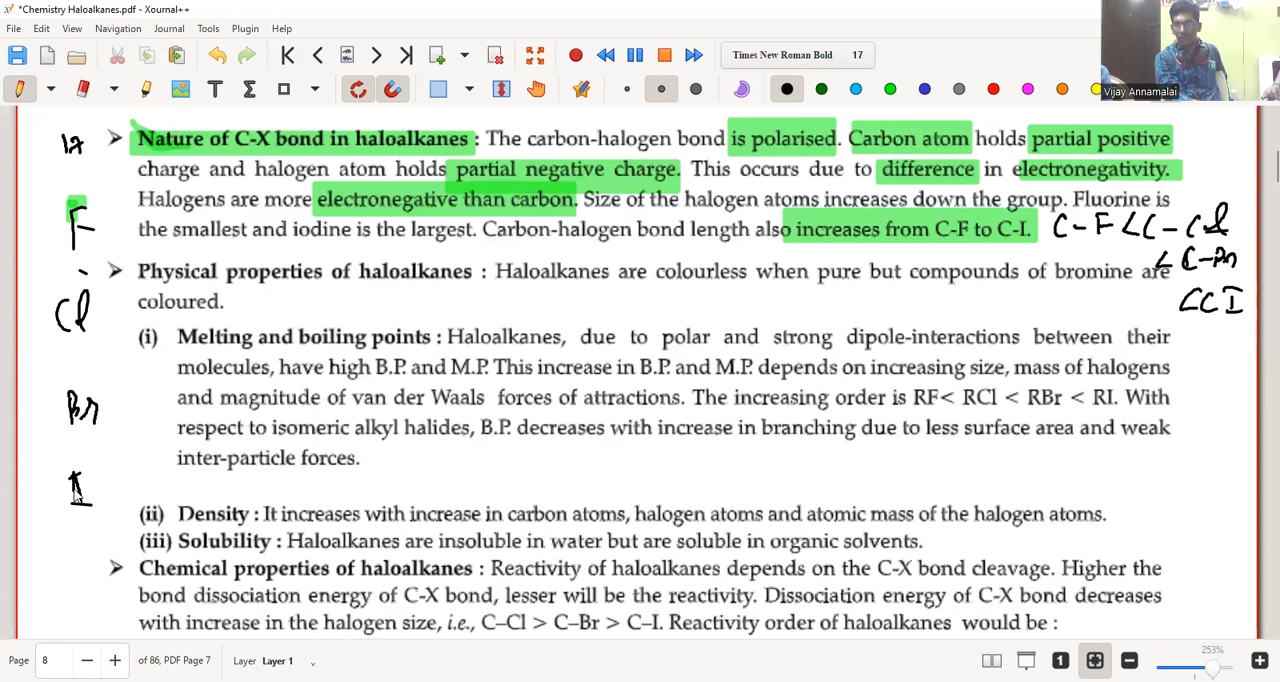 *Chemistry Haloalkanes.pdf - Xournal++
File Edit View Navigation Journal Tools Plugin Help
Times New Roman Bold 17
Vijay Annamalai
17
➤ Nature of C-X bond in haloalkanes : The carbon-halogen bond is polarised. Carbon atom holds partial positive
charge and halogen atom holds partial negative charge. This occurs due to difference in electronegativity.
Halogens are more electronegative than carbon. Size of the halogen atoms increases down the group. Fluorine is
the smallest and iodine is the largest. Carbon-halogen bond length also increases from C-F to C-I.
C-F < C-Cl
< C-Br
< C I
F
Cl
Br
I
➤ Physical properties of haloalkanes : Haloalkanes are colourless when pure but compounds of bromine are
coloured.
(i) Melting and boiling points : Haloalkanes, due to polar and strong dipole-interactions between their
molecules, have high B.P. and M.P. This increase in B.P. and M.P. depends on increasing size, mass of halogens
and magnitude of van der Waals forces of attractions. The increasing order is RF< RCl < RBr < RI. With
respect to isomeric alkyl halides, B.P. decreases with increase in branching due to less surface area and weak
inter-particle forces.
(ii) Density : It increases with increase in carbon atoms, halogen atoms and atomic mass of the halogen atoms.
(iii) Solubility : Haloalkanes are insoluble in water but are soluble in organic solvents.
➤ Chemical properties of haloalkanes : Reactivity of haloalkanes depends on the C-X bond cleavage. Higher the
bond dissociation energy of C-X bond, lesser will be the reactivity. Dissociation energy of C-X bond decreases
with increase in the halogen size, i.e., C–Cl > C–Br > C–I. Reactivity order of haloalkanes would be :
Page 8 of 86, PDF Page 7 Layer Layer 1 253%